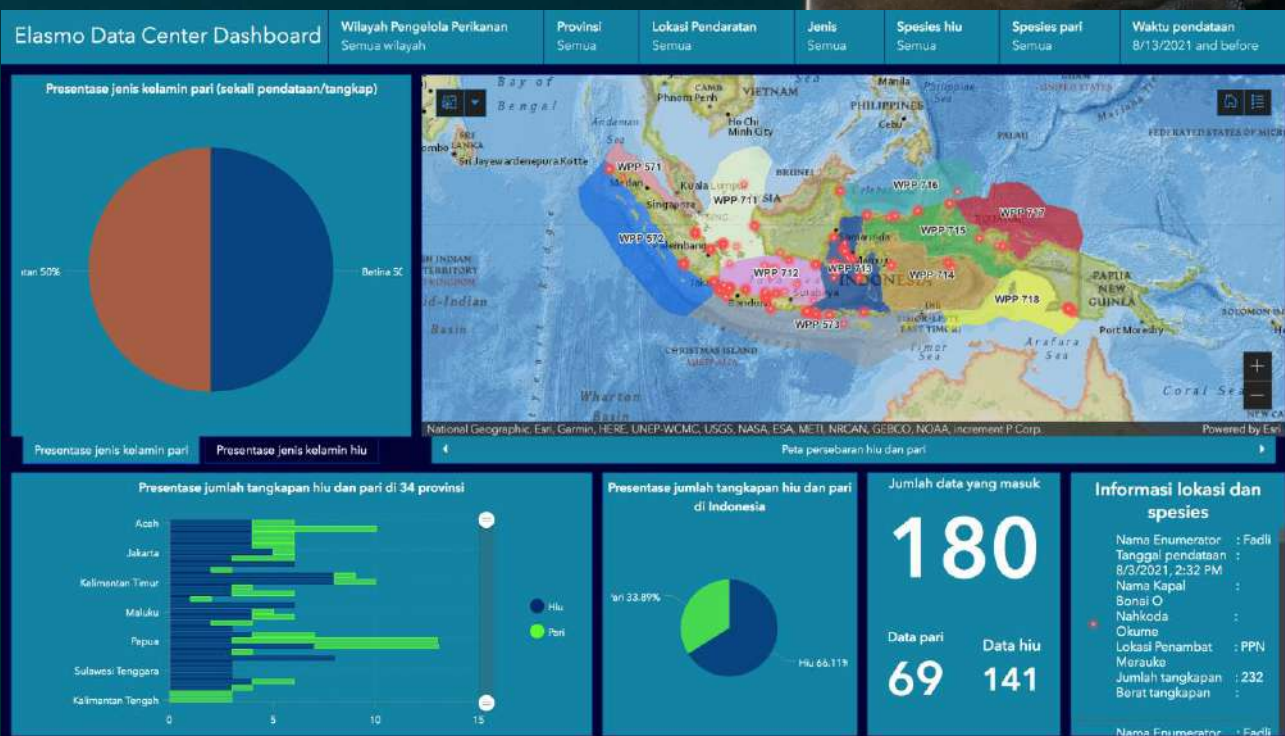 Elasmo Data Center Dashboard
Wilayah Pengelola Perikanan
Semua wilayah
Provinsi
Semua
Lokasi Pendaratan
Semua
Jenis
Semua
Spesies hiu
Semua
Spesies pari
Semua
Waktu pendataan
8/13/2021 and before
Presentase jenis kelamin pari (sekali pendataan/tangkap)
50%
Betina
Presentase jenis kelamin pari
Presentase jenis kelamin hiu
Bay of
Bengal
Andaman
Sea
Sri Jayewardenepura Kotte
CAMB.
Phnom Penh
VIETNAM
Ho Chi
Minh City
Manila
Philippine
Sea
PHILIPPINES
Cebu
PALAU
BRUNEI
WPP 571
Medan
Kuala Lumpur
WPP 711
Singapore
WPP 572
WPP 716
WPP 717
WPP 715
WPP 712
WPP 713
WPP 714
INDONESIA
WPP 718
WPP 573
Bandung
Surabaya
PAPUA
NEW
GUINEA
Port Moresby
EAST TIMOR
Timor
Sea
Arafura
Sea
CHRISTMAS ISLAND
Wharton
Basin
Coral Sea
National Geographic, Esri, Garmin, HERE, UNEP-WCMC, USGS, NASA, ESA, METI, NRCAN, GEBCO, NOAA, increment P Corp.
Powered by Esri
Peta persebaran hiu dan pari
Presentase jumlah tangkapan hiu dan pari di 34 provinsi
Aceh
Jakarta
Kalimantan Timur
Maluku
Papua
Sulawesi Tenggara
Kalimantan Tengah
0
5
10
15
Hiu
Pari
Presentase jumlah tangkapan hiu dan pari
di Indonesia
33.89%
Hiu 66.11%
Jumlah data yang masuk
180
Data pari
69
Data hiu
141
Informasi lokasi dan
spesies
Nama Enumerator : Fadli
Tanggal pendataan :
8/3/2021, 2:32 PM
Nama Kapal :
Bonsi O
Nahkoda :
Okume
Lokasi Penambat : PPN
Merauke
Jumlah tangkapan : 232
Berat tangkapan :
Nama Enumerator : Fadli